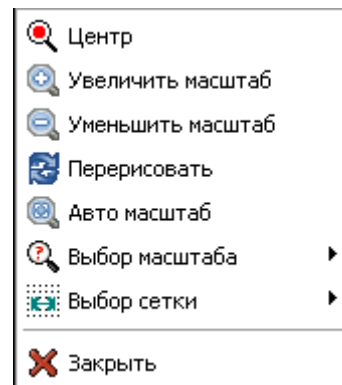 Центр
Увеличить масштаб
Уменьшить масштаб
Перерисовать
Авто масштаб
Выбор масштаба
Выбор сетки
Закрыть